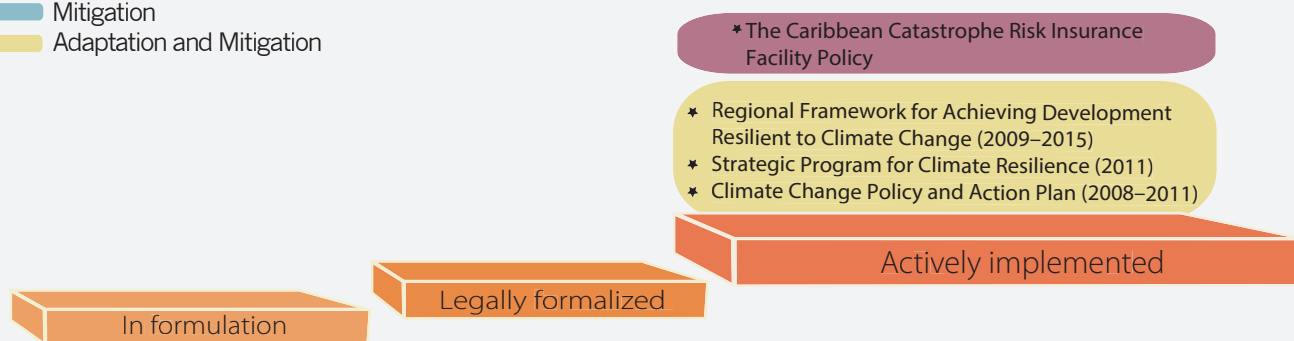 Mitigation
Adaptation and Mitigation
The Caribbean Catastrophe Risk Insurance
Facility Policy
Regional Framework for Achieving Development
Resilient to Climate Change (2009–2015)
Strategic Program for Climate Resilience (2011)
Climate Change Policy and Action Plan (2008–2011)
Actively implemented
Legally formalized
In formulation